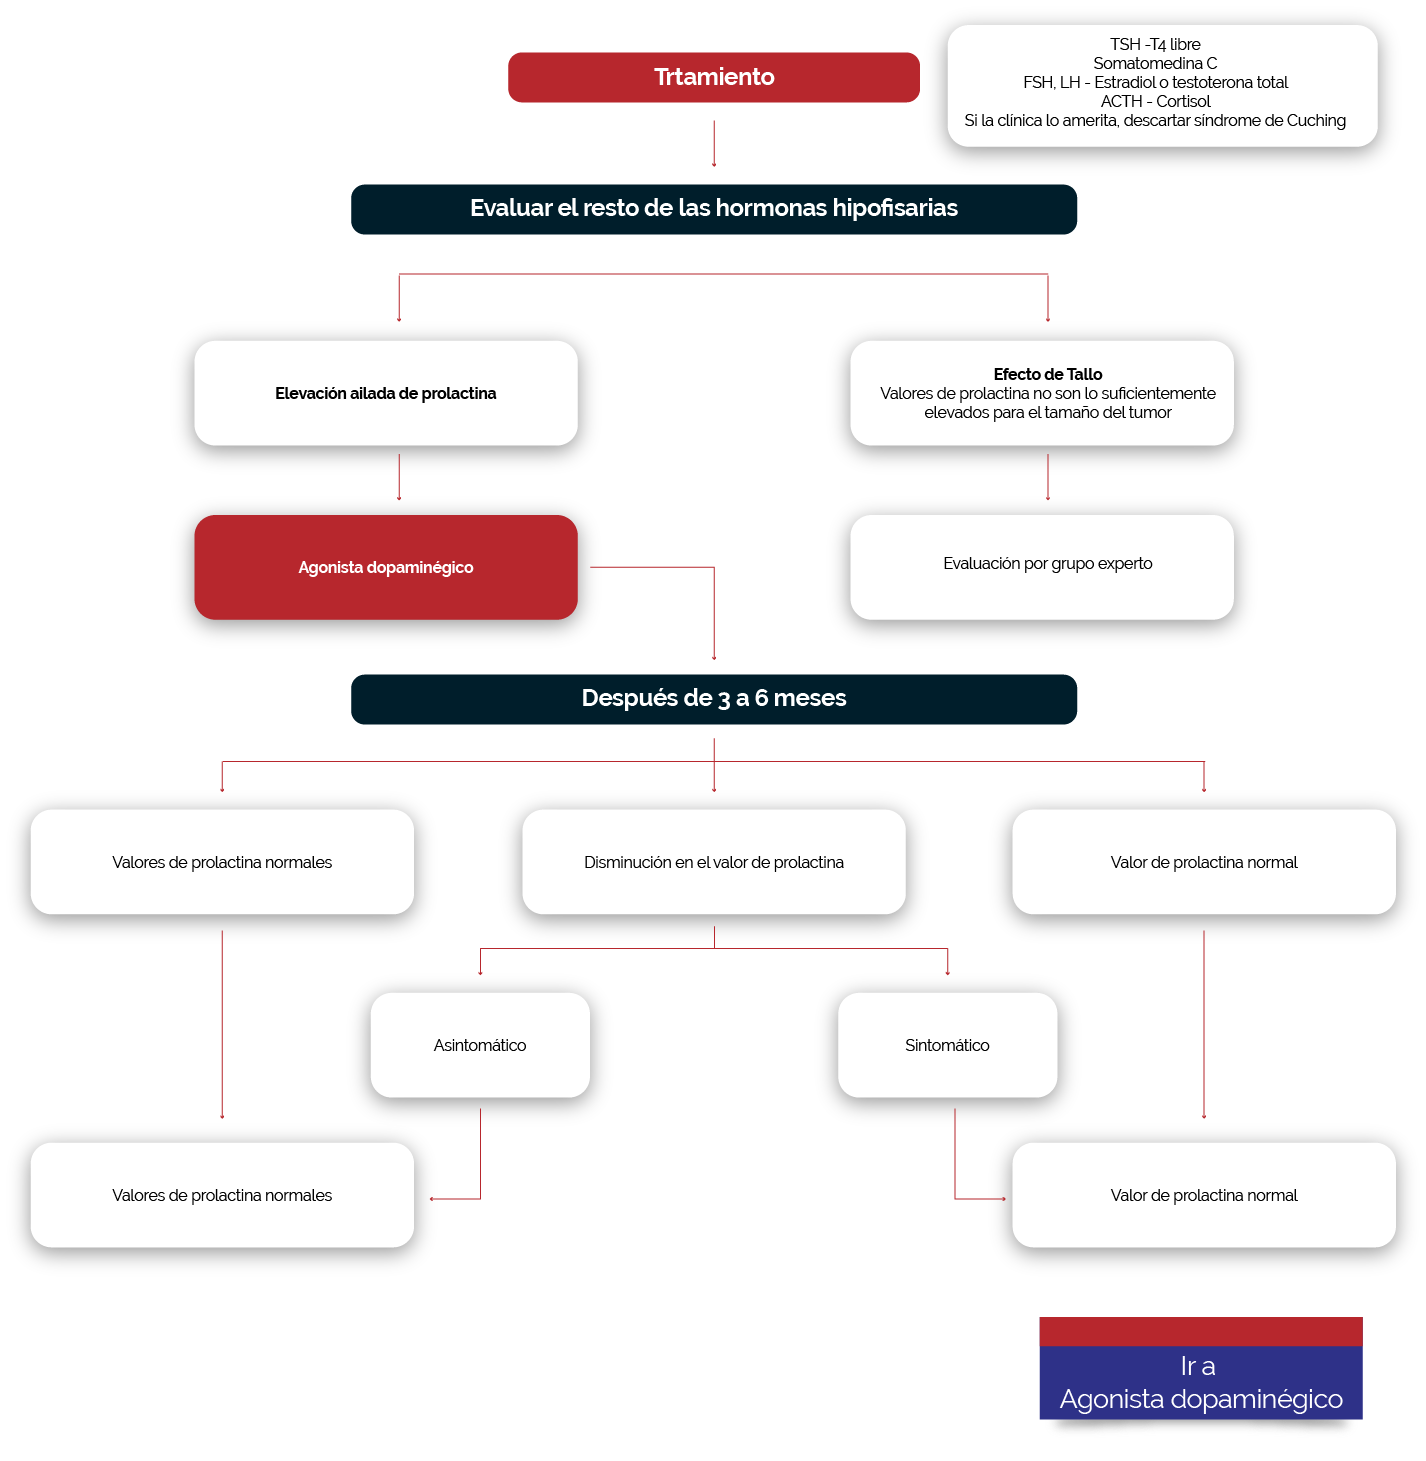 Trtamiento
TSH -T4 libre
Somatomedina C
FSH, LH - Estradiol o testoterona total
ACTH - Cortisol
Si la clínica lo amerita, descartar síndrome de Cuching
Evaluar el resto de las hormonas hipofisarias
Elevación ailada de prolactina
Efecto de Tallo
Valores de prolactina no son lo suficientemente
elevados para el tamaño del tumor
Agonista dopaminégico
Evaluación por grupo experto
Después de 3 a 6 meses
Valores de prolactina normales
Disminución en el valor de prolactina
Valor de prolactina normal
Asintomático
Sintomático
Valores de prolactina normales
Valor de prolactina normal
Ir a
Agonista dopaminégico